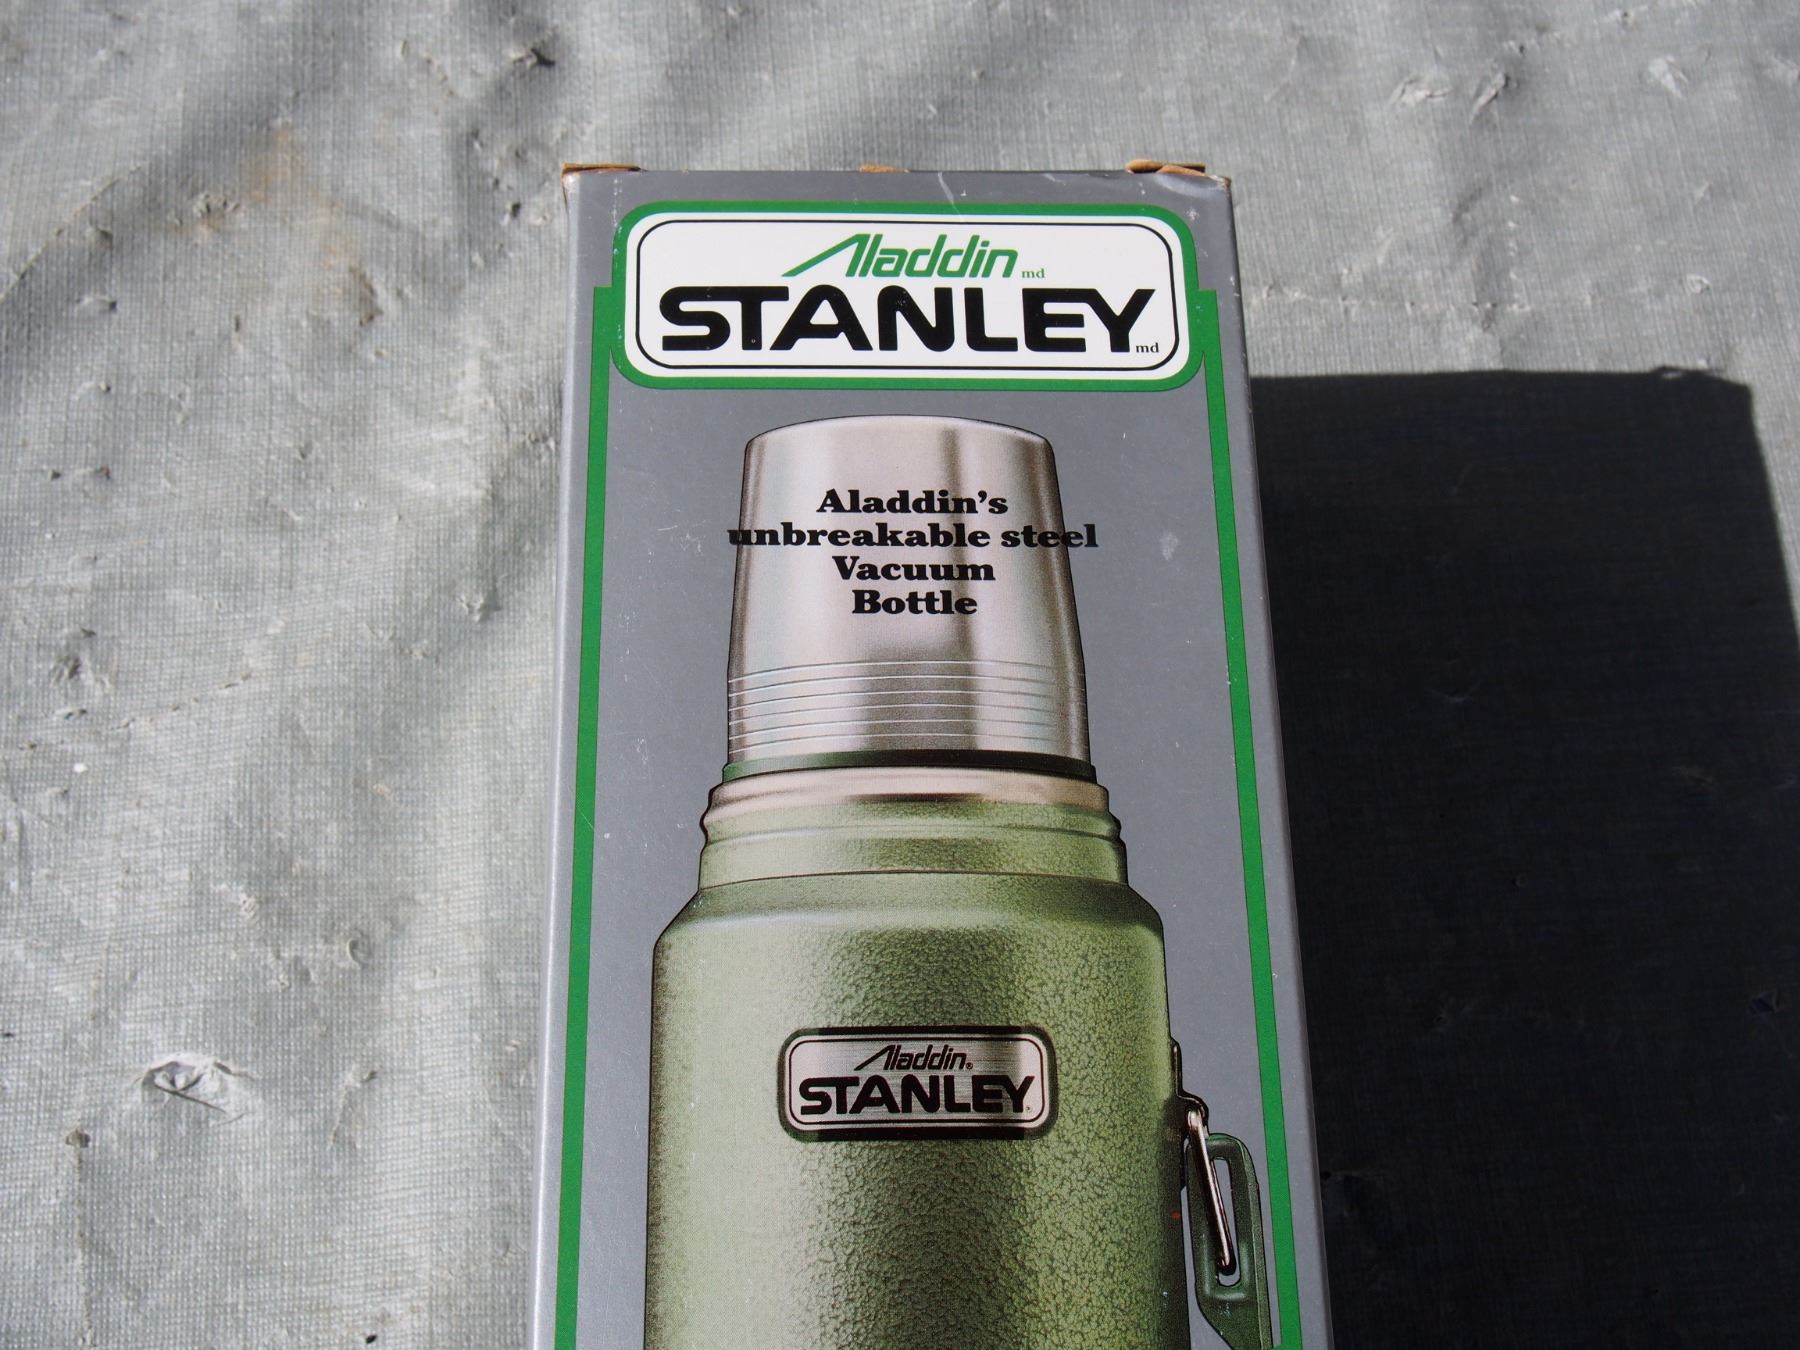 Aladdin md
STANLEY md
Aladdin's
unbreakable steel
Vacuum
Bottle
Aladdin®
STANLEY®